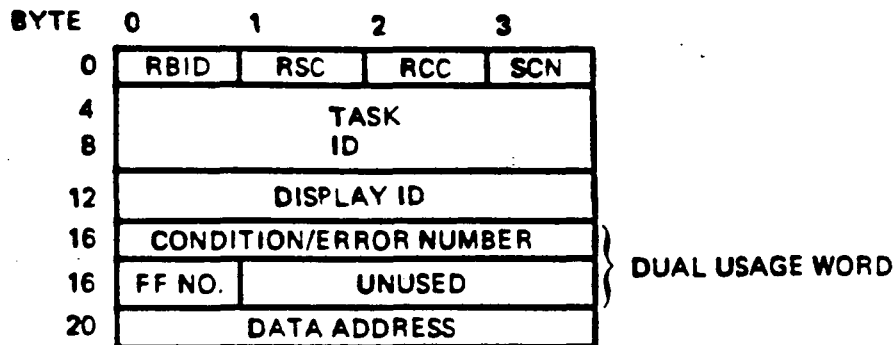 BYTE 0 1 2 3
0 RBID RSC RCC SCN
4 TASK
8 ID
12 DISPLAY ID
16 CONDITION/ERROR NUMBER
DUAL USAGE WORD
16 FF NO. UNUSED
20 DATA ADDRESS